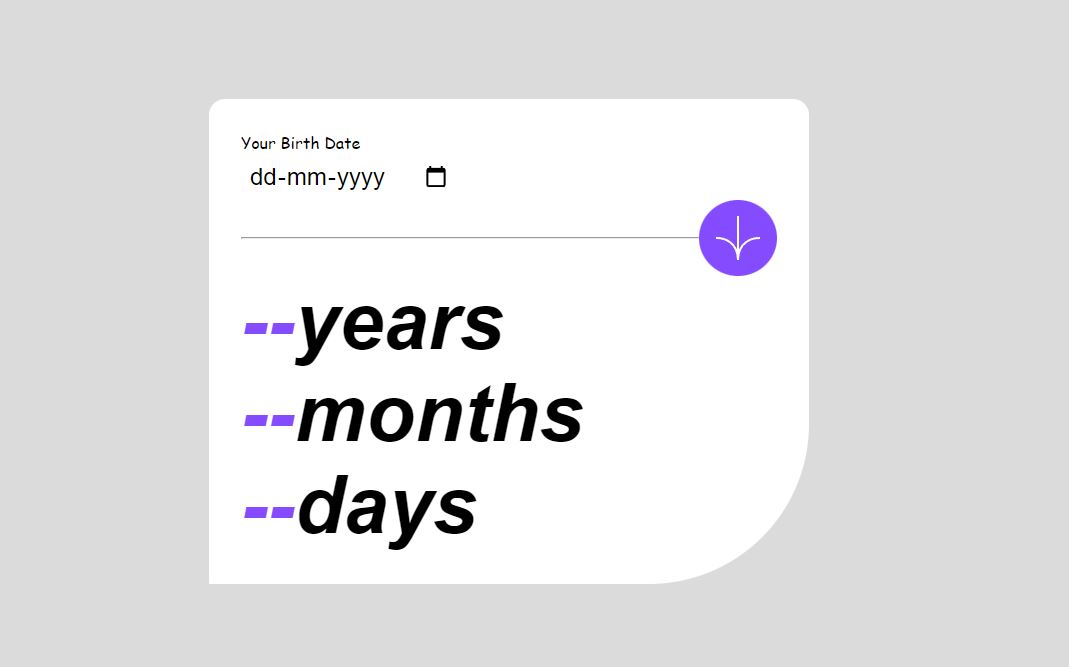 Your Birth Date
dd-mm-yyyy
--years
--months
--days